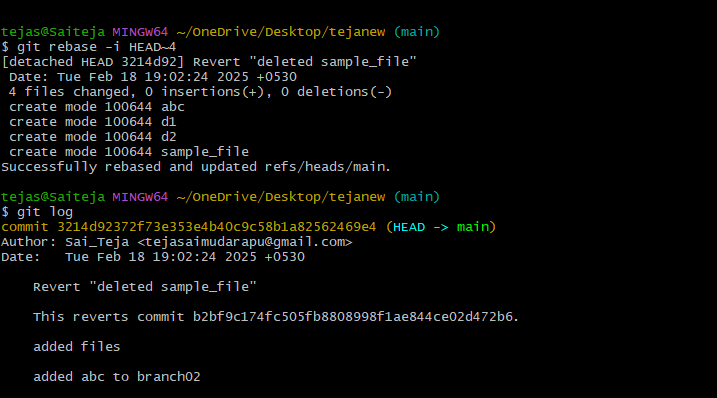 tejas@Saiteja MINGW64 ~/OneDrive/Desktop/tejanew (main)
$ git rebase -i HEAD~4
[detached HEAD 3214d92] Revert "deleted sample_file"
 Date: Tue Feb 18 19:02:24 2025 +0530
 4 files changed, 0 insertions(+), 0 deletions(-)
 create mode 100644 abc
 create mode 100644 d1
 create mode 100644 d2
 create mode 100644 sample_file
Successfully rebased and updated refs/heads/main.
tejas@Saiteja MINGW64 ~/OneDrive/Desktop/tejanew (main)
$ git log
commit 3214d92372f73e353e4b40c9c58b1a82562469e4 (HEAD -> main)
Author: Sai_Teja <tejasaimudarapu@gmail.com>
Date:   Tue Feb 18 19:02:24 2025 +0530
    Revert "deleted sample_file"
    This reverts commit b2bf9c174fc505fb8808998f1ae844ce02d472b6.
    added files
    added abc to branch02